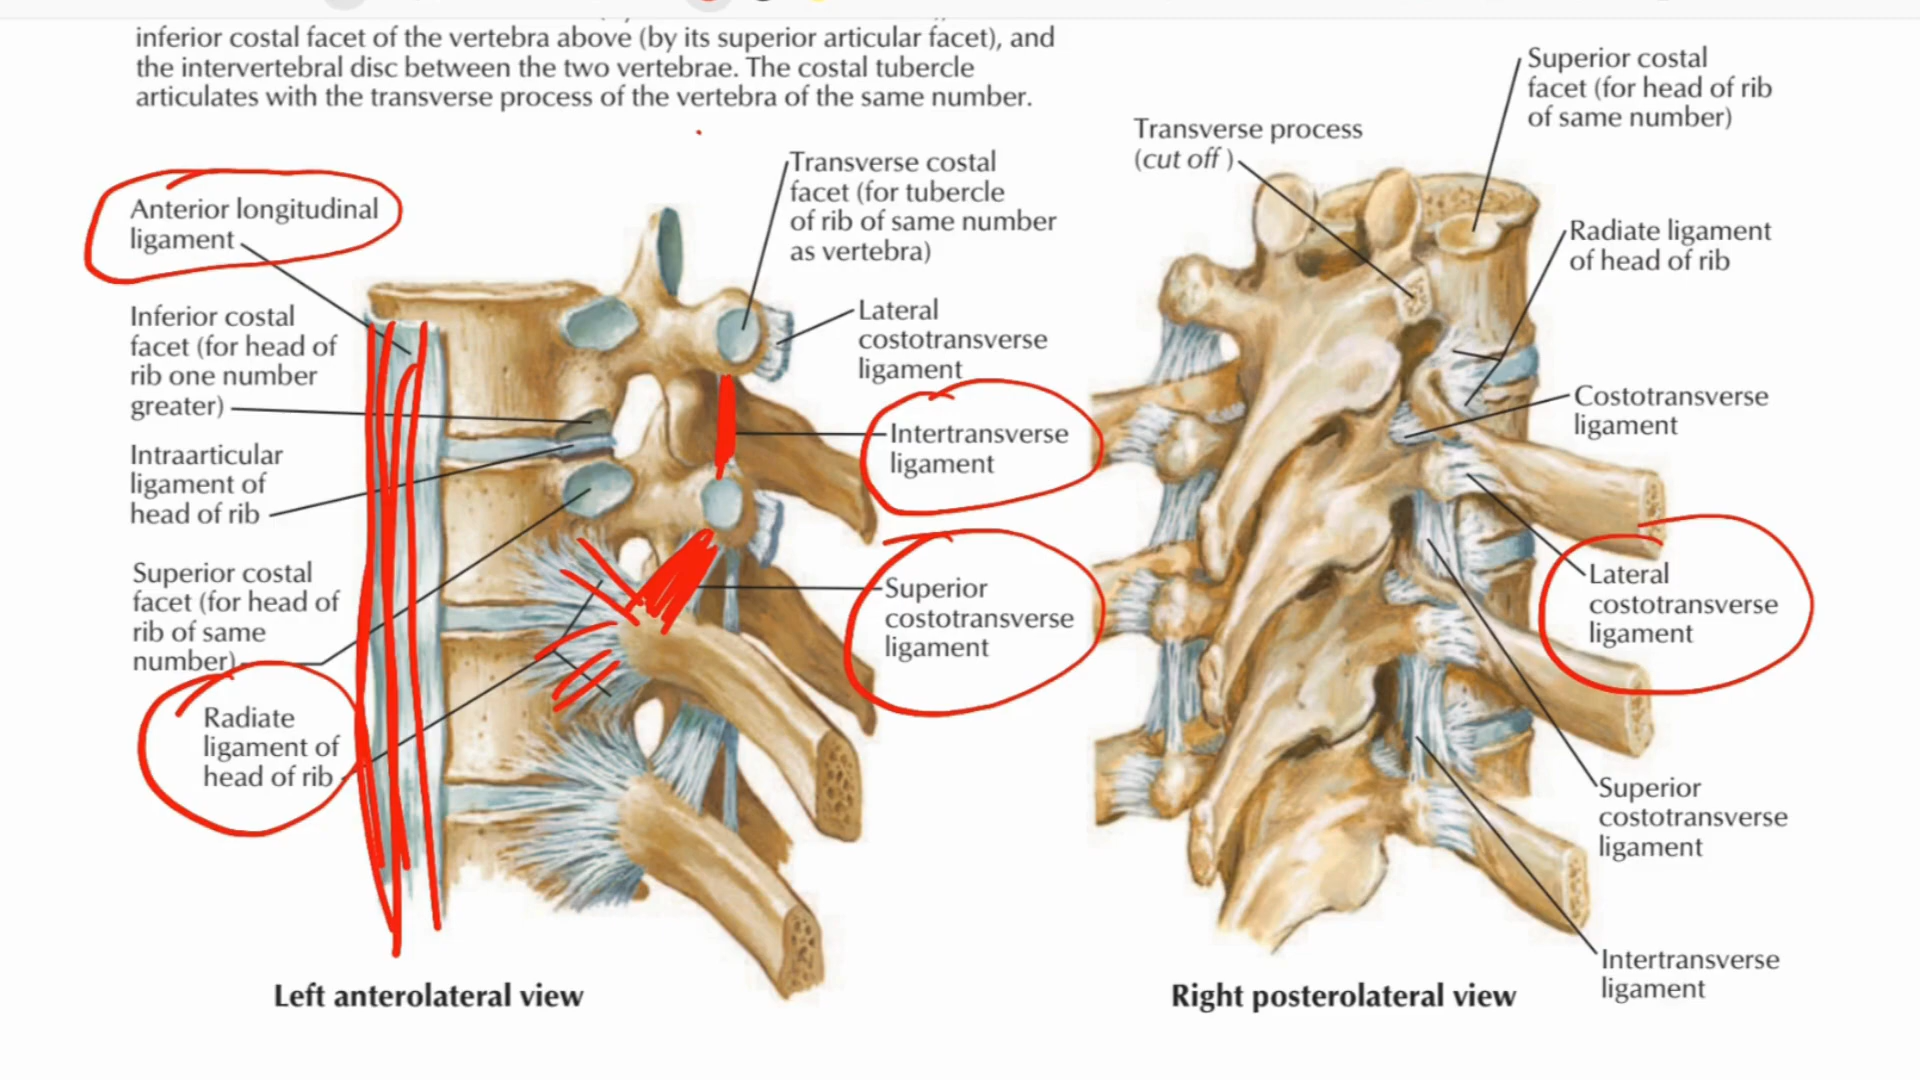 inferior costal facet of the vertebra above (by its superior articular facet), and
the intervertebral disc between the two vertebrae. The costal tubercle
articulates with the transverse process of the vertebra of the same number.
Anterior longitudinal
ligament
Inferior costal
facet (for head of
rib one number
greater)
Intraarticular
ligament of
head of rib
Superior costal
facet (for head of
rib of same
number)
Radiate
ligament of
head of rib
Transverse costal
facet (for tubercle
of rib of same number
as vertebra)
Lateral
costotransverse
ligament
Intertransverse
ligament
Superior
costotransverse
ligament
Left anterolateral view
Transverse process
(cut off )
Superior costal
facet (for head of rib
of same number)
Radiate ligament
of head of rib
Costotransverse
ligament
Lateral
costotransverse
ligament
Superior
costotransverse
ligament
Intertransverse
ligament
Right posterolateral view